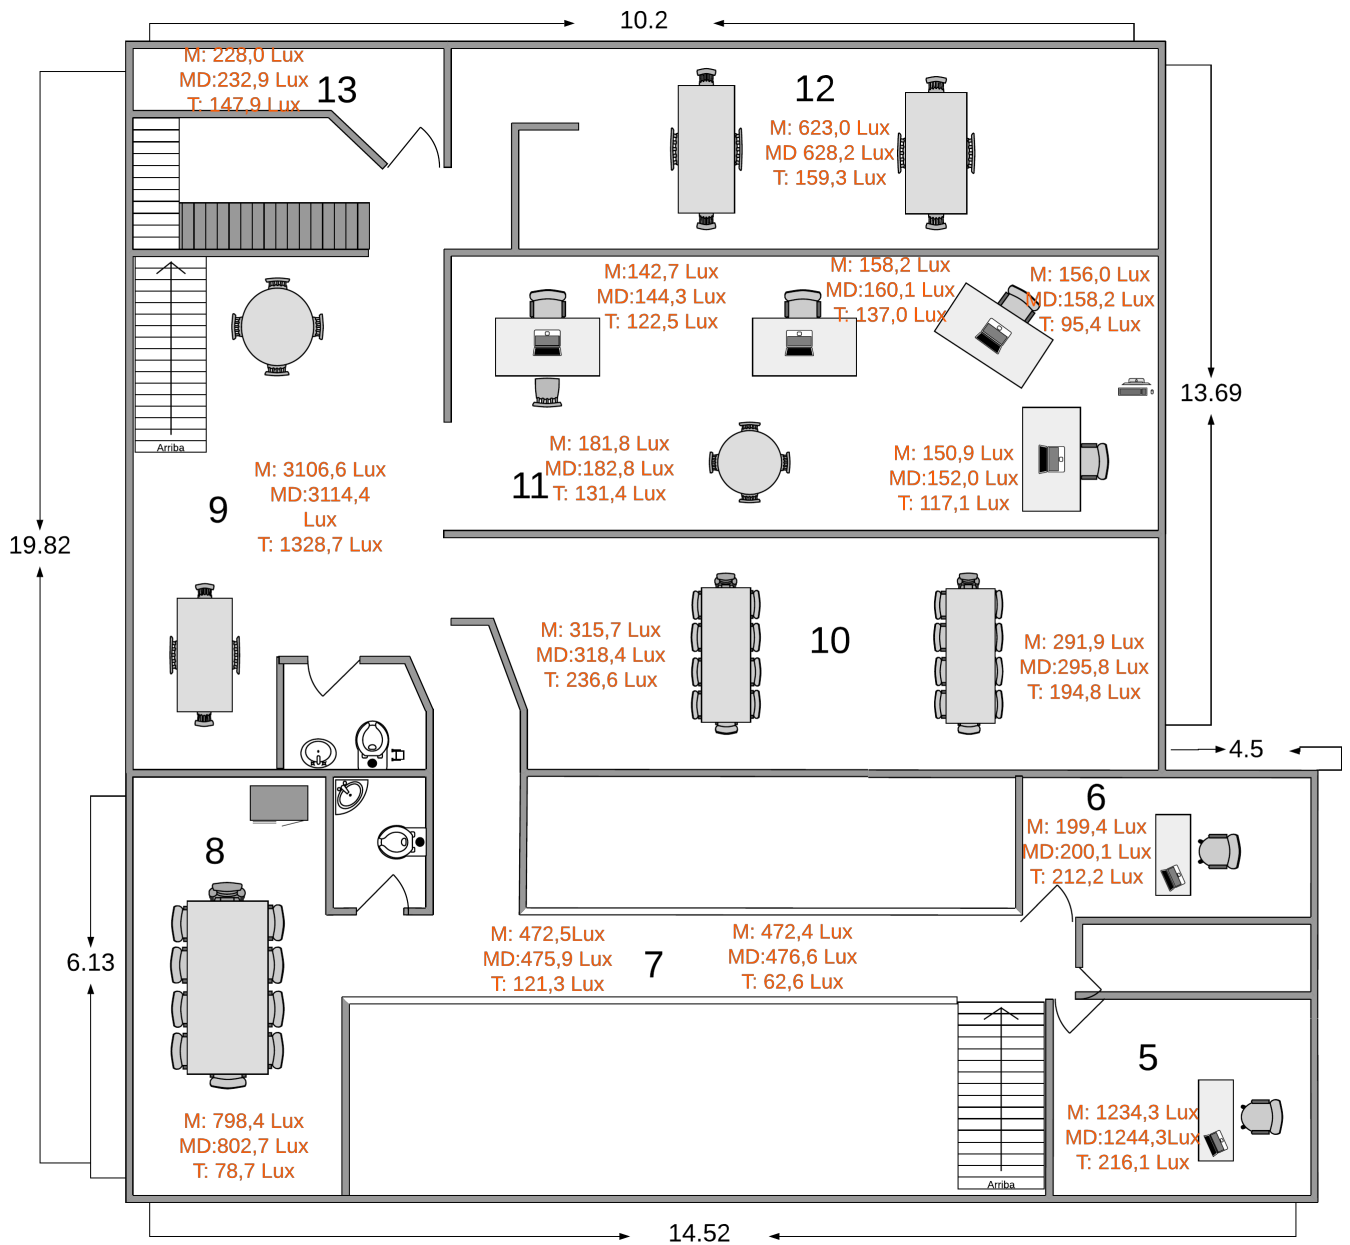 10.2
M: 228,0 Lux
MD:232,9 Lux
T: 147,9 Lux
13
12
M: 623,0 Lux
MD 628,2 Lux
T: 159,3 Lux
M:142,7 Lux
MD:144,3 Lux
T: 122,5 Lux
M: 158,2 Lux
MD:160,1 Lux
T: 137,0 Lux
M: 156,0 Lux
MD:158,2 Lux
T: 95,4 Lux
13.69
Arriba
M: 3106,6 Lux
MD:3114,4
Lux
T: 1328,7 Lux
9
M: 181,8 Lux
MD:182,8 Lux
T: 131,4 Lux
11
M: 150,9 Lux
MD:152,0 Lux
T: 117,1 Lux
19.82
M: 315,7 Lux
MD:318,4 Lux
T: 236,6 Lux
10
M: 291,9 Lux
MD:295,8 Lux
T: 194,8 Lux
4.5
6
M: 199,4 Lux
MD:200,1 Lux
T: 212,2 Lux
8
M: 472,5Lux
MD:475,9 Lux
T: 121,3 Lux
7
M: 472,4 Lux
MD:476,6 Lux
T: 62,6 Lux
6.13
5
M: 1234,3 Lux
MD:1244,3Lux
T: 216,1 Lux
M: 798,4 Lux
MD:802,7 Lux
T: 78,7 Lux
Arriba
14.52